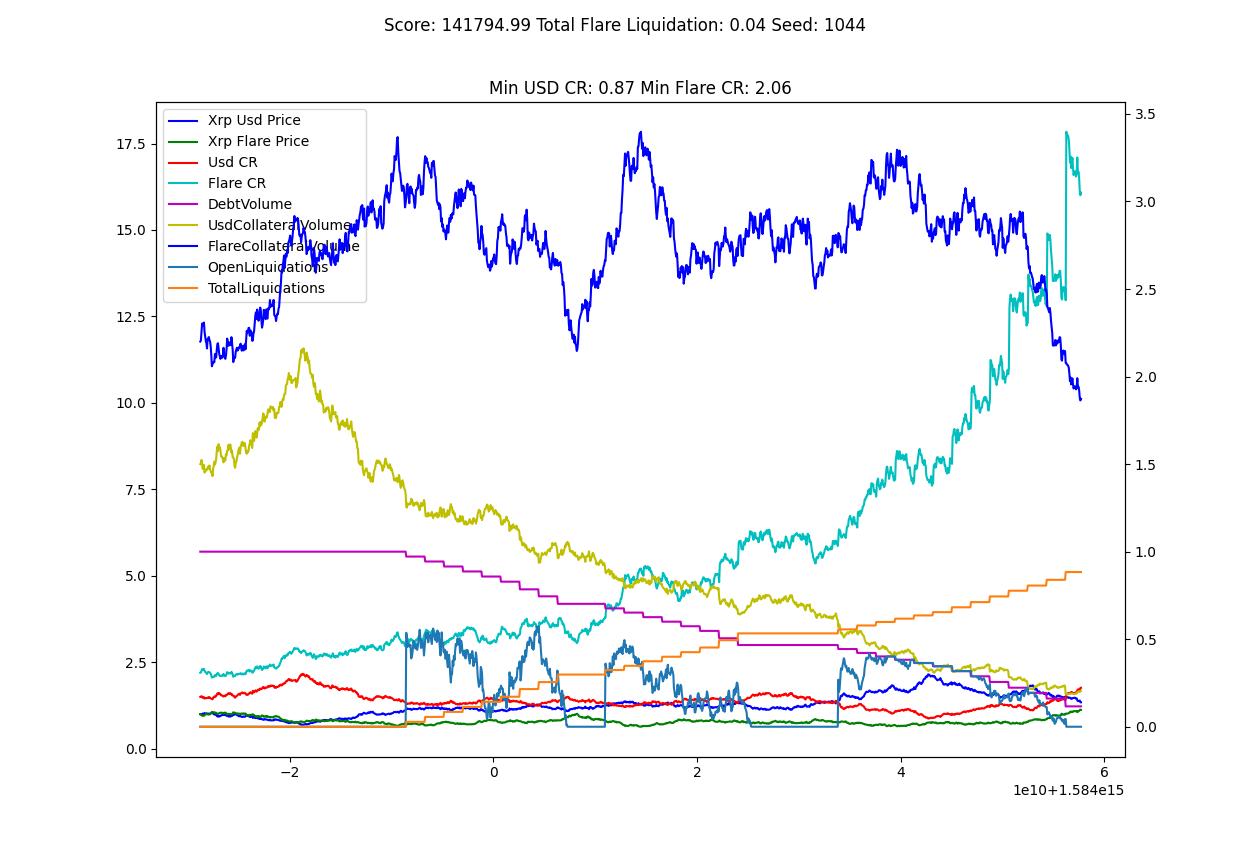 Score: 141794.99 Total Flare Liquidation: 0.04 Seed: 1044
Min USD CR: 0.87 Min Flare CR: 2.06
Xrp Usd Price
Xrp Flare Price
Usd CR
Flare CR
DebtVolume
UsdCollateralVolume
FlareCollateralVolume
OpenLiquidations
TotalLiquidations
17.5
15.0
12.5
10.0
7.5
5.0
2.5
0.0
3.5
3.0
2.5
2.0
1.5
1.0
0.5
0.0
−2
0
2
4
6
1e10+1.584e15